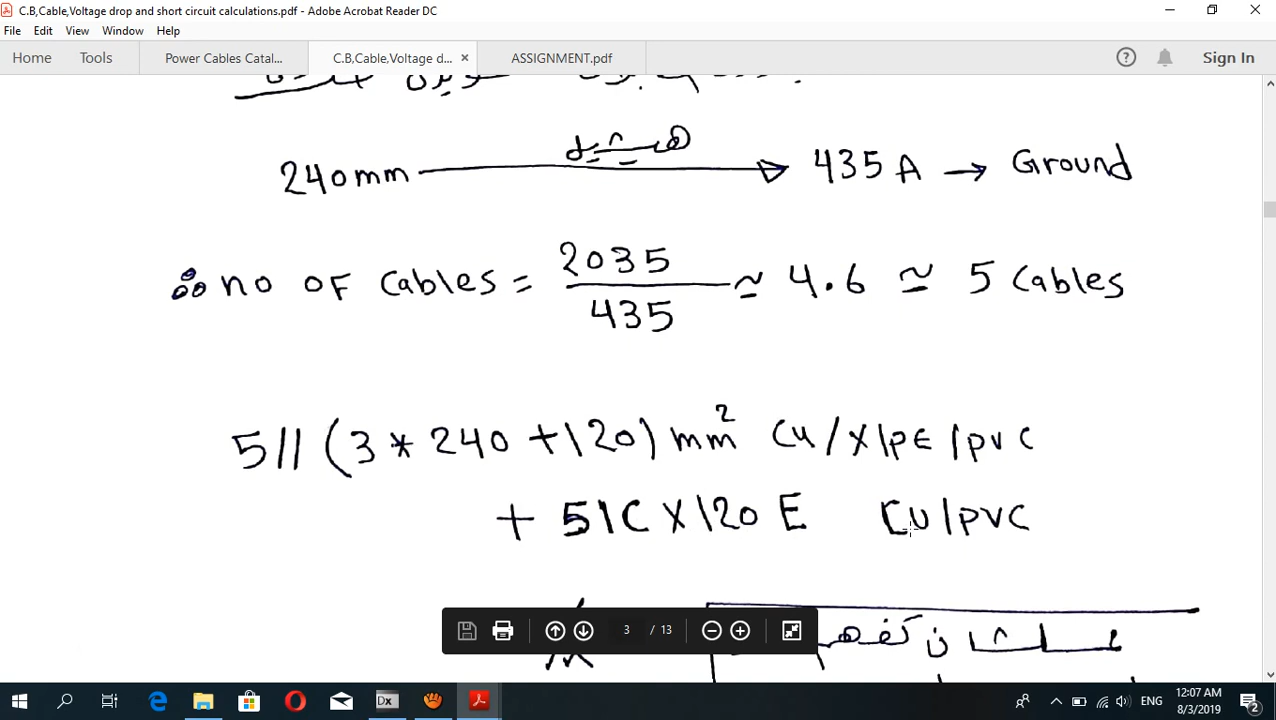 C.B,Cable,Voltage drop and short circuit calculations.pdf - Adobe Acrobat Reader DC
File Edit View Window Help
Home Tools Power Cables Catal... C.B,Cable,Voltage d... × ASSIGNMENT.pdf Sign In
240mm → 435 A → Ground
∴ no of Cables = 2035 / 435 ≃ 4.6 ≃ 5 Cables
5 // (3 * 240 + 120) mm² Cu / XlPE / PVC
+ 5 1C X 120 E Cu / PVC
3 / 13
12:07 AM
ENG
8/3/2019
2